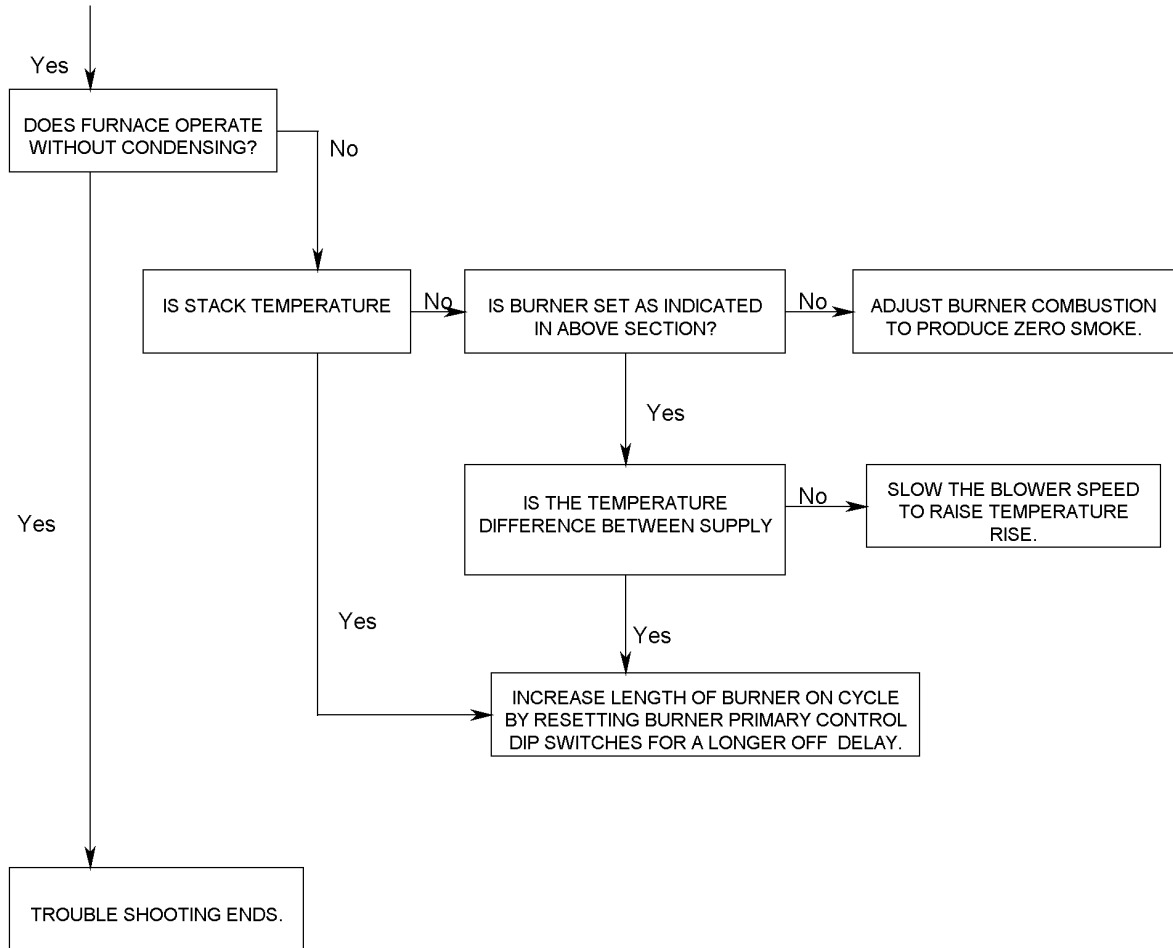 Yes
DOES FURNACE OPERATE
WITHOUT CONDENSING?
No
IS STACK TEMPERATURE
No
IS BURNER SET AS INDICATED
IN ABOVE SECTION?
No
ADJUST BURNER COMBUSTION
TO PRODUCE ZERO SMOKE.
Yes
IS THE TEMPERATURE
DIFFERENCE BETWEEN SUPPLY
No
SLOW THE BLOWER SPEED
TO RAISE TEMPERATURE
RISE.
Yes
Yes
Yes
INCREASE LENGTH OF BURNER ON CYCLE
BY RESETTING BURNER PRIMARY CONTROL
DIP SWITCHES FOR A LONGER OFF DELAY.
TROUBLE SHOOTING ENDS.